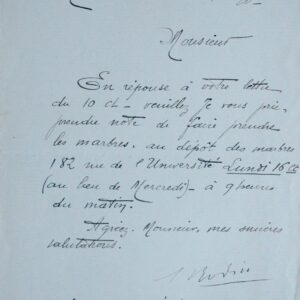 Monsieur
En réponse à votre lettre
du 10 ct - veuillez je vous prie,
prendre note de faire prendre
les marbres, au dépôt des marbres
182 rue de l'Université Lundi 16 ct
(au lieu de Mercredi) - à 9 heures
du matin.
Agréez, Monsieur, mes sincères
salutations.
A Rodin